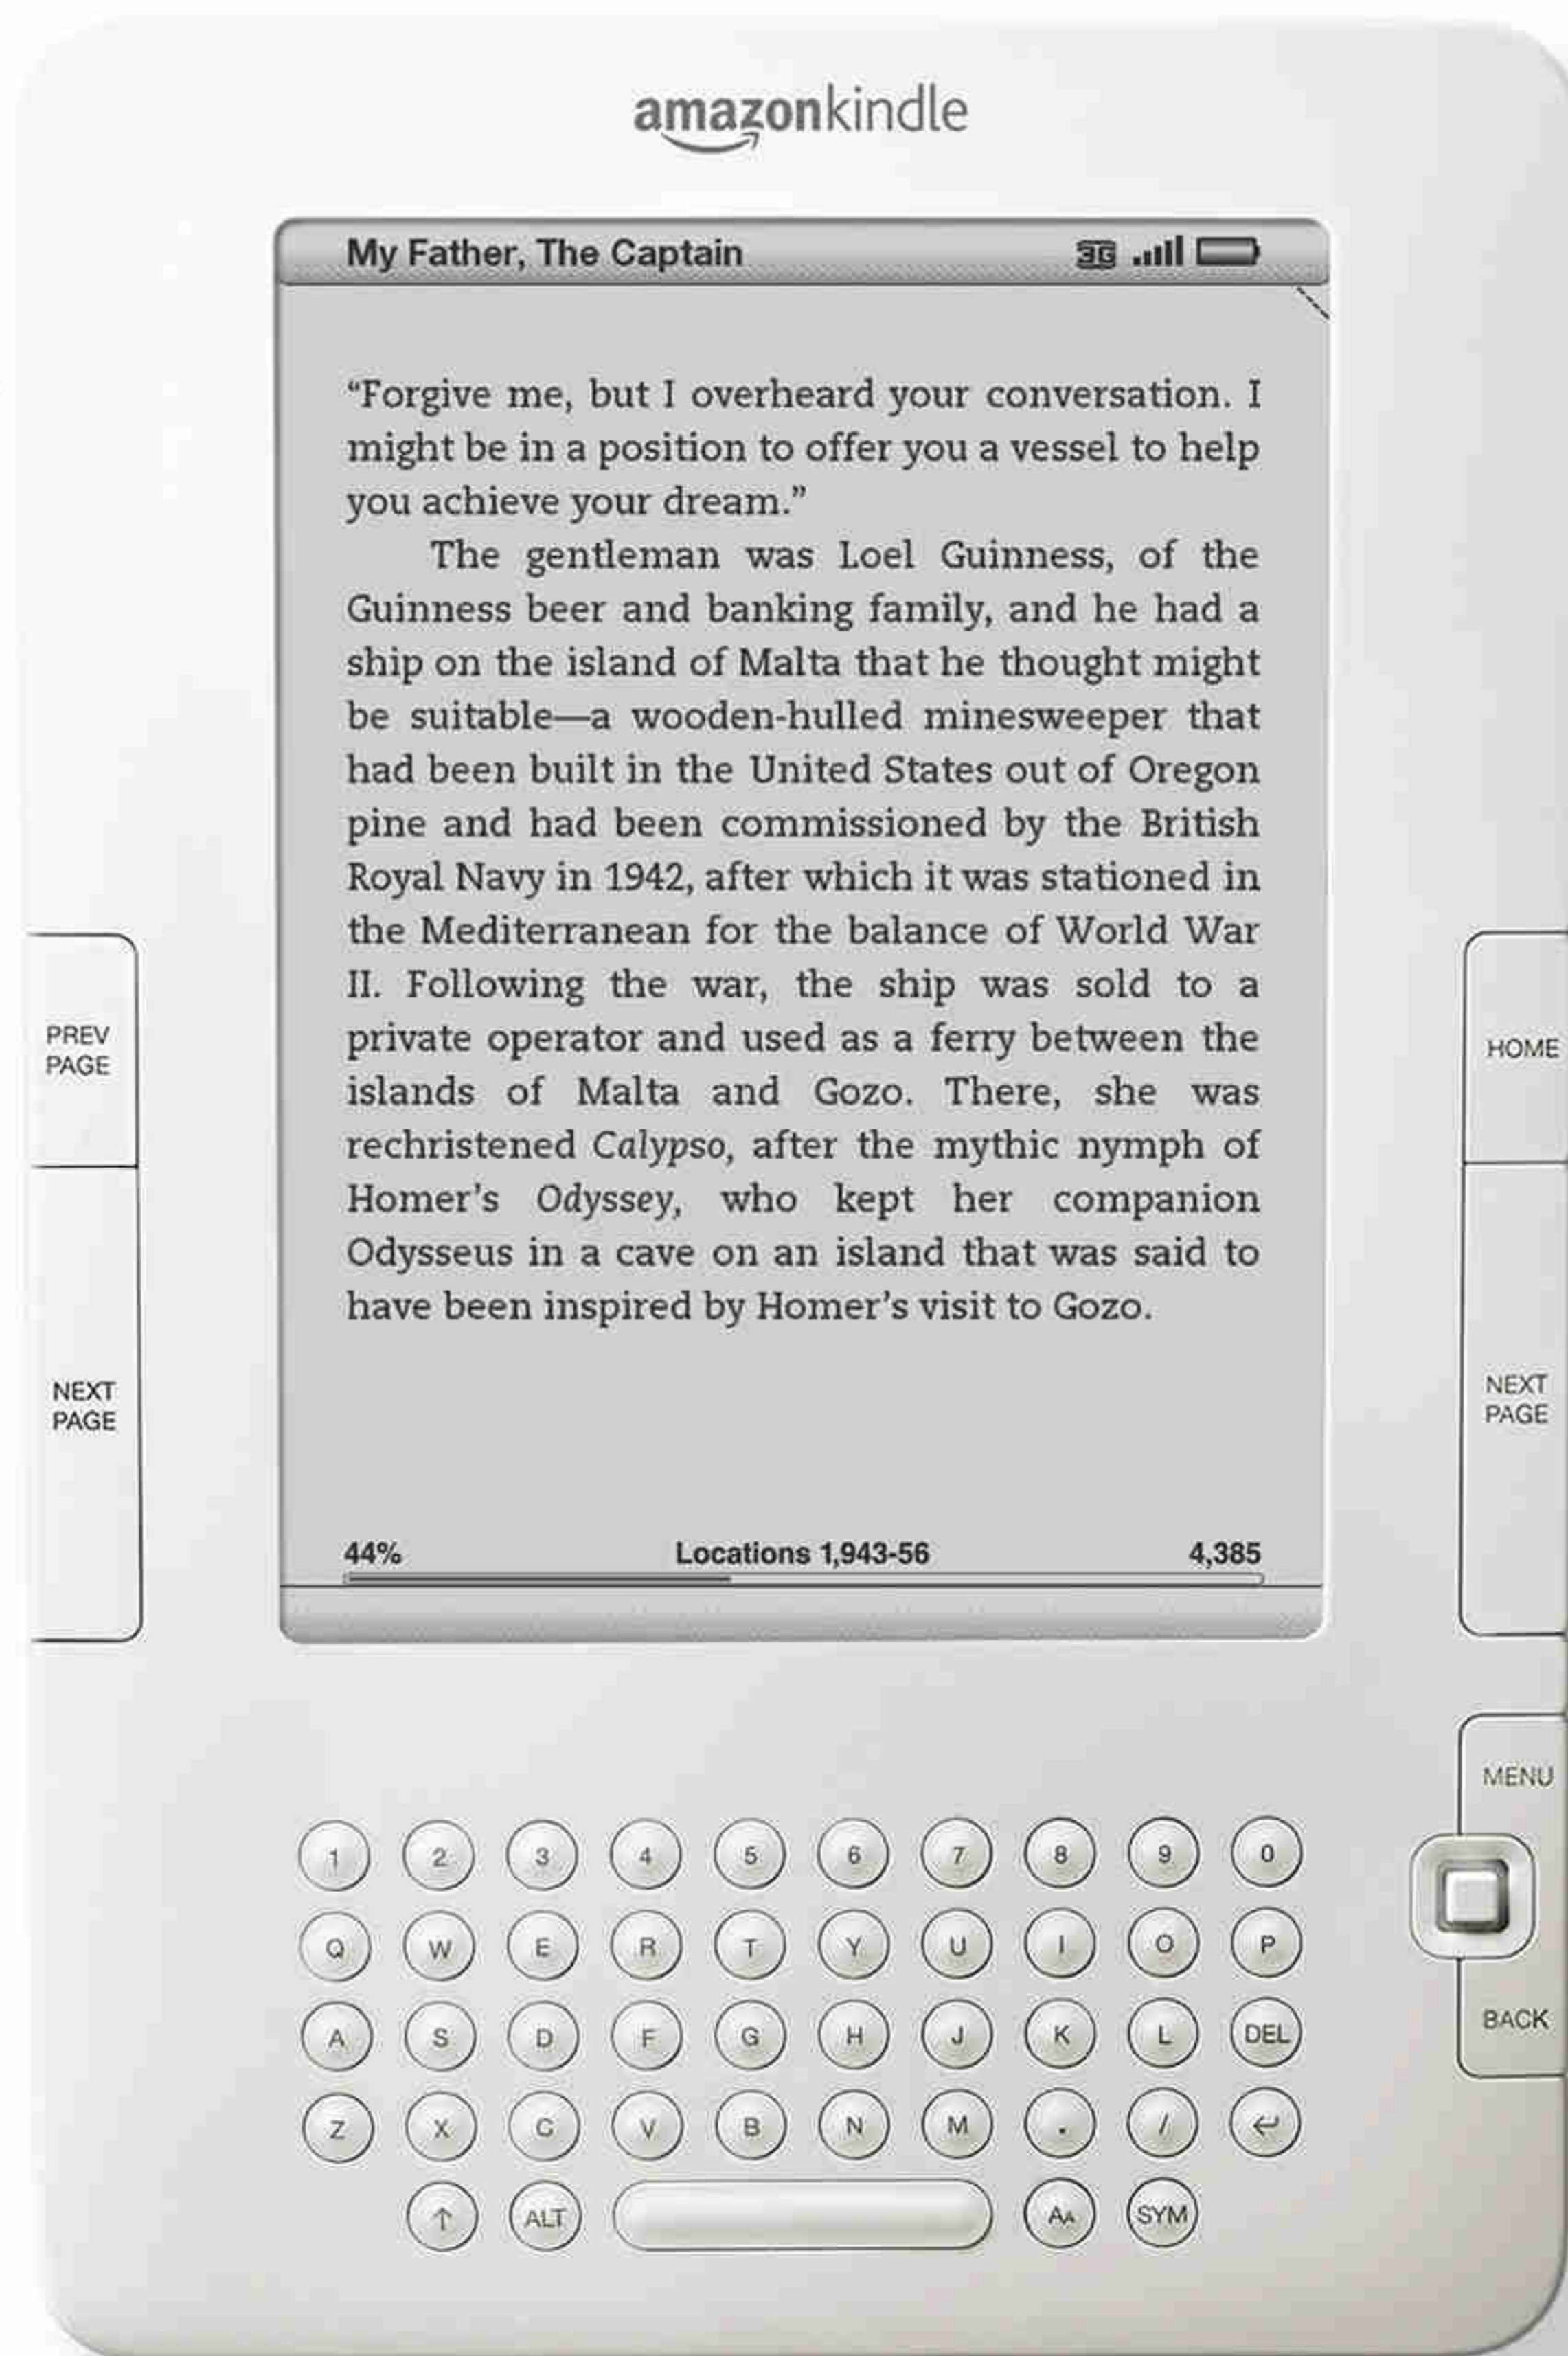 amazonkindle
My Father, The Captain 3G
“Forgive me, but I overheard your conversation. I
might be in a position to offer you a vessel to help
you achieve your dream.”
The gentleman was Loel Guinness, of the
Guinness beer and banking family, and he had a
ship on the island of Malta that he thought might
be suitable—a wooden-hulled minesweeper that
had been built in the United States out of Oregon
pine and had been commissioned by the British
Royal Navy in 1942, after which it was stationed in
the Mediterranean for the balance of World War
II. Following the war, the ship was sold to a
private operator and used as a ferry between the
islands of Malta and Gozo. There, she was
rechristened Calypso, after the mythic nymph of
Homer’s Odyssey, who kept her companion
Odysseus in a cave on an island that was said to
have been inspired by Homer’s visit to Gozo.
44% Locations 1,943-56 4,385
PREV
PAGE
NEXT
PAGE
HOME
NEXT
PAGE
MENU
BACK
1 2 3 4 5 6 7 8 9 0
Q W E R T Y U I O P
A S D F G H J K L DEL
Z X C V B N M . / ↵
↑ ALT AA SYM